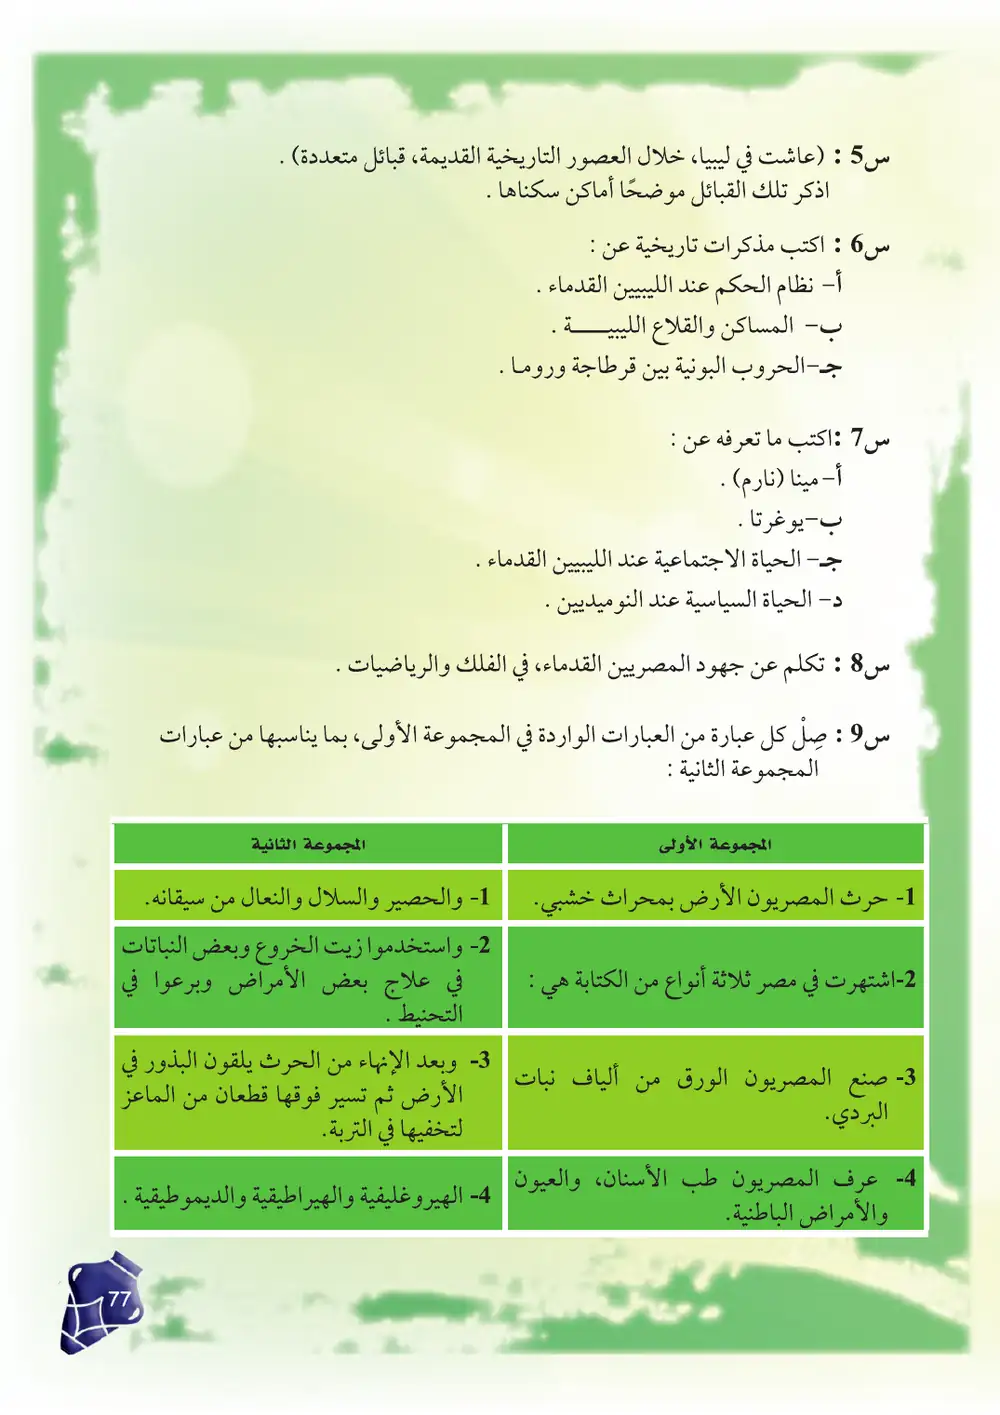 س5 : (عاشت في ليبيا، خلال العصور التاريخية القديمة، قبائل متعددة) .
اذكر تلك القبائل موضحًا أماكن سكناها .
س6 : اكتب مذكرات تاريخية عن :
أ- نظام الحكم عند الليبيين القدماء .
ب- المساكن والقلاع الليبيـــــة .
جـ-الحروب البونية بين قرطاجة وروما .
س7 :اكتب ما تعرفه عن :
أ- مينا (نارم) .
ب-يوغرتا .
جـ- الحياة الاجتماعية عند الليبيين القدماء .
د- الحياة السياسية عند النوميديين .
س8 : تكلم عن جهود المصريين القدماء، في الفلك والرياضيات .
س9 : صِلْ كل عبارة من العبارات الواردة في المجموعة الأولى، بما يناسبها من عبارات
المجموعة الثانية :
المجموعة الأولى
المجموعة الثانية
1- حرث المصريون الأرض بمحراث خشبي.
1- والحصير والسلال والنعال من سيقانه.
2-اشتهرت في مصر ثلاثة أنواع من الكتابة هي :
2- واستخدموا زيت الخروع وبعض النباتات
في علاج بعض الأمراض وبرعوا في
التحنيط .
3- صنع المصريون الورق من ألياف نبات
البردي.
3- وبعد الإنهاء من الحرث يلقون البذور في
الأرض ثم تسير فوقها قطعان من الماعز
لتخفيها في التربة.
4- عرف المصريون طب الأسنان، والعيون
والأمراض الباطنية.
4- الهيروغليفية والهيراطيقية والديموطيقية .
77